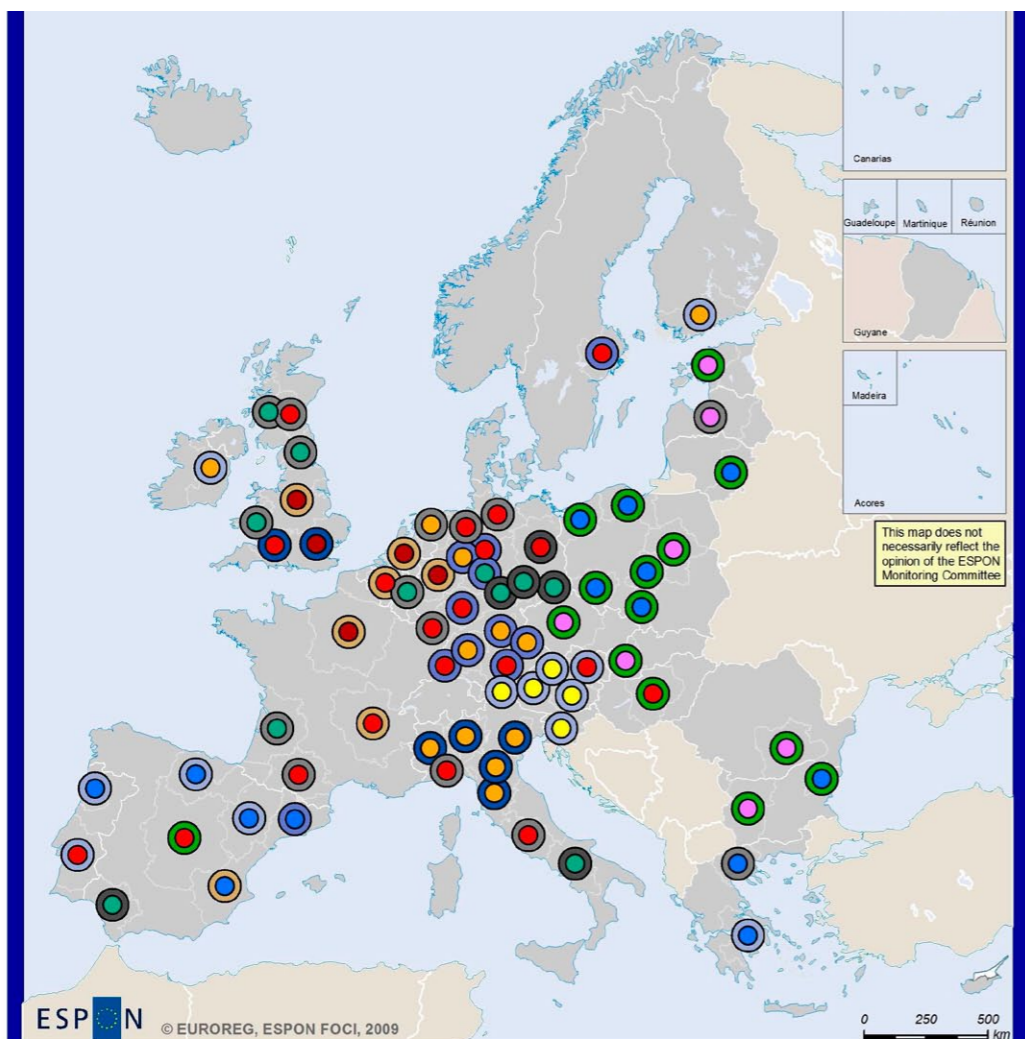 Canarias
Guadeloupe
Martinique
Réunion
Guyane
Madeira
Acores
This map does not
necessarily reflect the
opinion of the ESPON
Monitoring Committee
ESPON
© EUROREG, ESPON FOCI, 2009
0 250 500
km